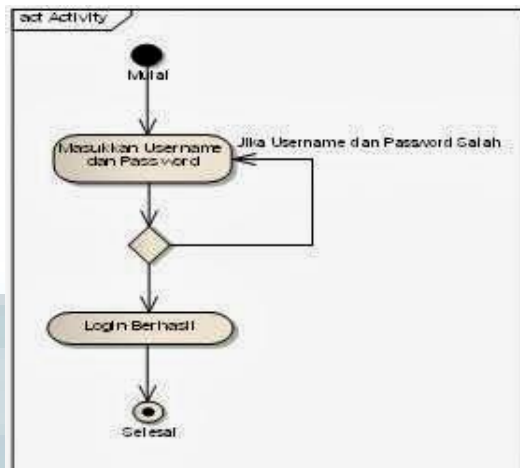 act Activity
Mulai
Masukkan Username
dan Password
Jika Username dan Password Salah
Login Berhasil
Selesai